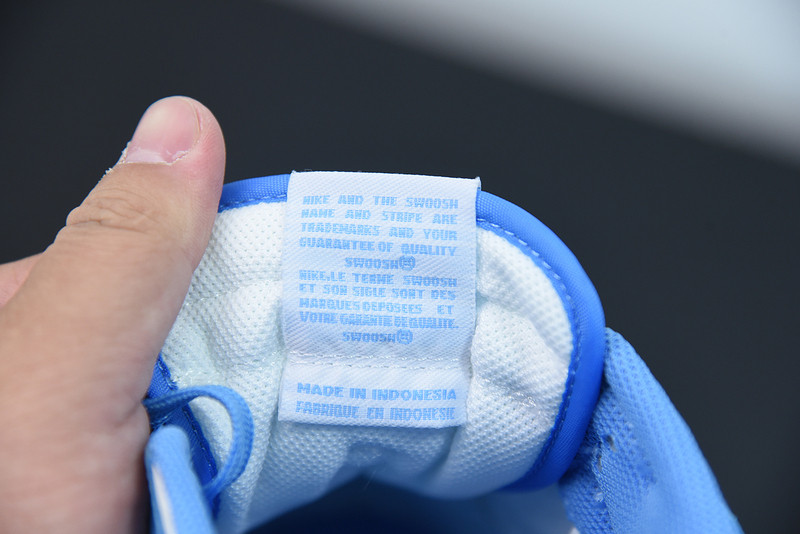 NIKE AND THE SWOOSH
NAME AND STRIPE ARE
TRADEMARKS AND YOUR
GUARANTEE OF QUALITY
SWOOSH®
NIKE,LE TERME SWOOSH
ET SON SIGLE SONT DES
MARQUES DEPOSEES ET
VOTRE GARANTIE DE QUALITE.
SWOOSH®
MADE IN INDONESIA
FABRIQUE EN INDONESIE